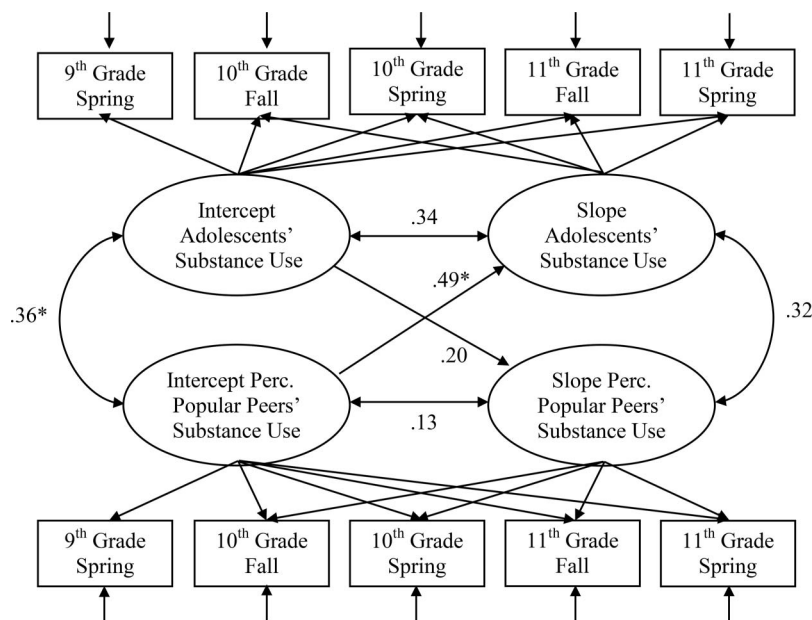 9th Grade
Spring
10th Grade
Fall
10th Grade
Spring
11th Grade
Fall
11th Grade
Spring
Intercept
Adolescents’
Substance Use
.34
Slope
Adolescents’
Substance Use
.36*
.49*
.32
.20
Intercept Perc.
Popular Peers’
Substance Use
.13
Slope Perc.
Popular Peers’
Substance Use
9th Grade
Spring
10th Grade
Fall
10th Grade
Spring
11th Grade
Fall
11th Grade
Spring